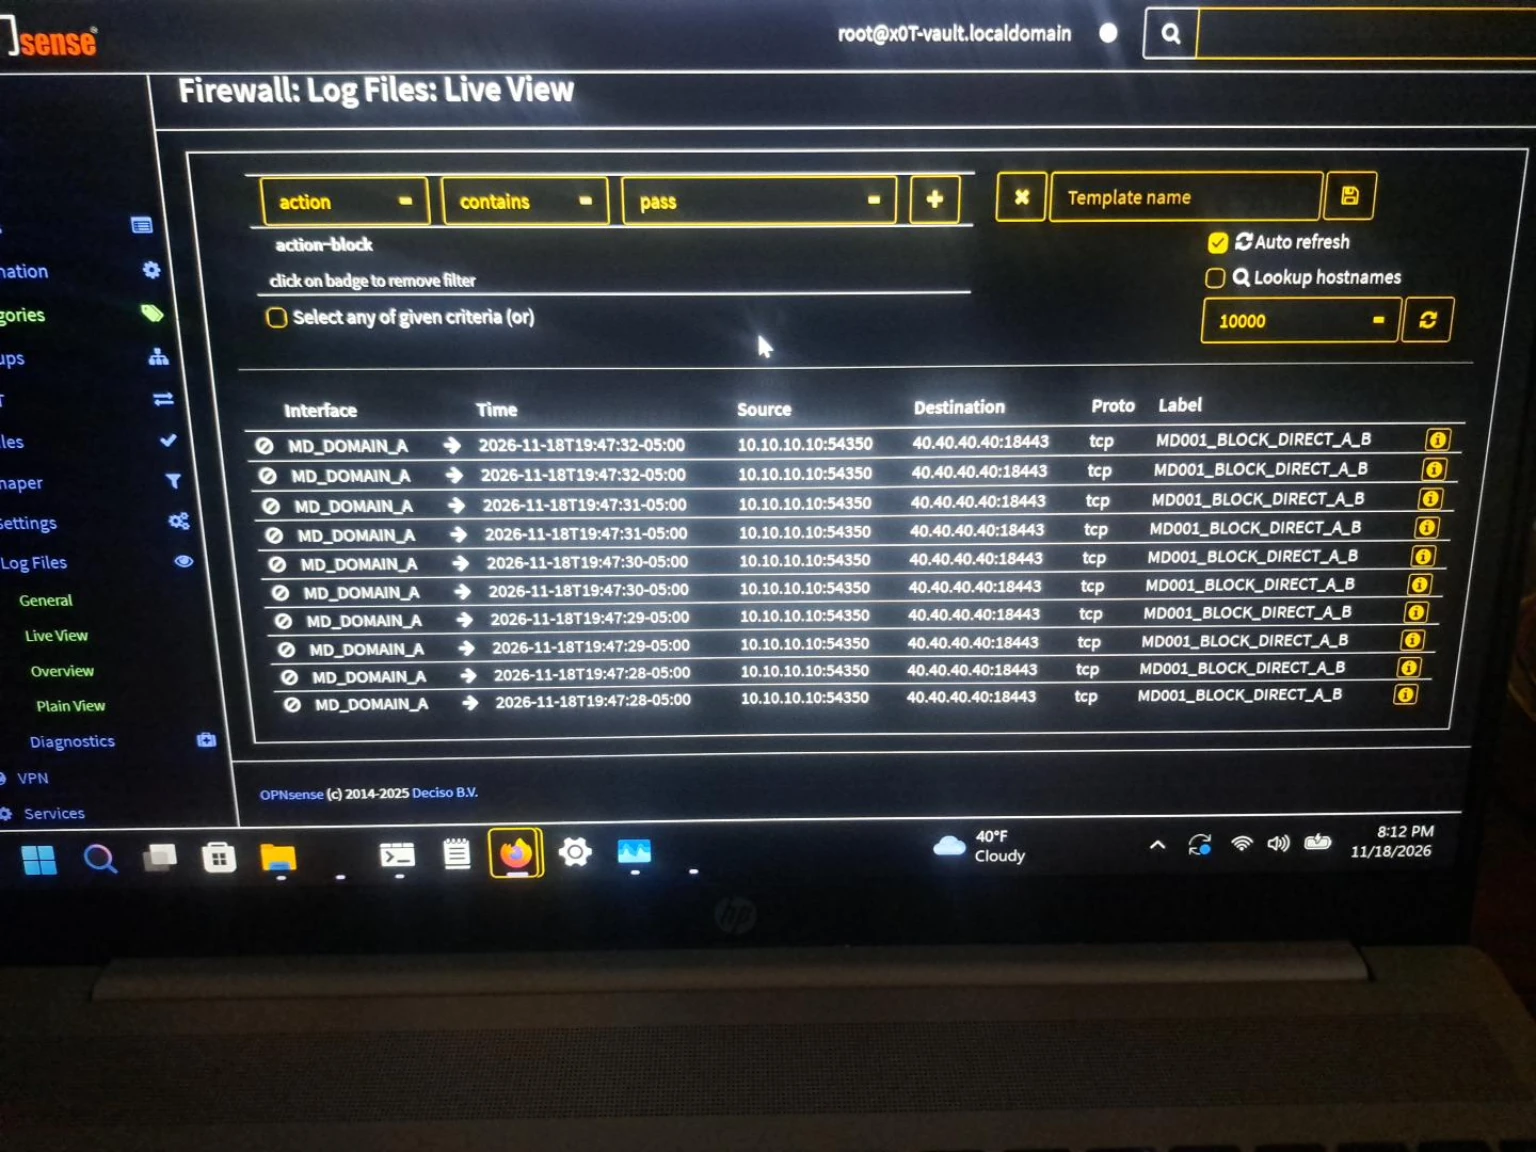 sense
root@x0T-vault.localdomain
Firewall: Log Files: Live View
action contains pass Template name
action~block
click on badge to remove filter
Select any of given criteria (or)
Auto refresh
Lookup hostnames
10000
Interface Time Source Destination Proto Label
MD_DOMAIN_A 2026-11-18T19:47:32-05:00 10.10.10.10:54350 40.40.40.40:18443 tcp MD001_BLOCK_DIRECT_A_B
MD_DOMAIN_A 2026-11-18T19:47:32-05:00 10.10.10.10:54350 40.40.40.40:18443 tcp MD001_BLOCK_DIRECT_A_B
MD_DOMAIN_A 2026-11-18T19:47:31-05:00 10.10.10.10:54350 40.40.40.40:18443 tcp MD001_BLOCK_DIRECT_A_B
MD_DOMAIN_A 2026-11-18T19:47:31-05:00 10.10.10.10:54350 40.40.40.40:18443 tcp MD001_BLOCK_DIRECT_A_B
MD_DOMAIN_A 2026-11-18T19:47:30-05:00 10.10.10.10:54350 40.40.40.40:18443 tcp MD001_BLOCK_DIRECT_A_B
MD_DOMAIN_A 2026-11-18T19:47:30-05:00 10.10.10.10:54350 40.40.40.40:18443 tcp MD001_BLOCK_DIRECT_A_B
MD_DOMAIN_A 2026-11-18T19:47:29-05:00 10.10.10.10:54350 40.40.40.40:18443 tcp MD001_BLOCK_DIRECT_A_B
MD_DOMAIN_A 2026-11-18T19:47:29-05:00 10.10.10.10:54350 40.40.40.40:18443 tcp MD001_BLOCK_DIRECT_A_B
MD_DOMAIN_A 2026-11-18T19:47:28-05:00 10.10.10.10:54350 40.40.40.40:18443 tcp MD001_BLOCK_DIRECT_A_B
MD_DOMAIN_A 2026-11-18T19:47:28-05:00 10.10.10.10:54350 40.40.40.40:18443 tcp MD001_BLOCK_DIRECT_A_B
OPNsense (c) 2014-2025 Deciso B.V.
nation
gories
ups
T
les
haper
Settings
Log Files
General
Live View
Overview
Plain View
Diagnostics
VPN
Services
40°F
Cloudy
8:12 PM
11/18/2026
hp